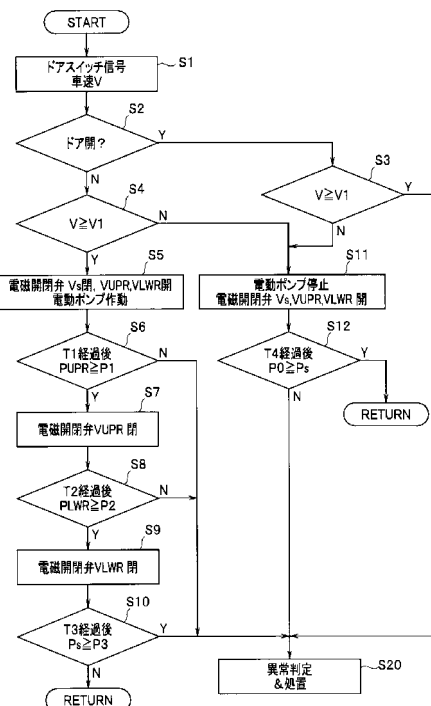 START
ドアスイッチ信号
車速V
S1
S2
ドア開?
Y
N
S3
V≧V1
Y
N
S4
V≧V1
N
Y
S5
電磁開閉弁 Vs閉, VUPR,VLWR開
電動ポンプ作動
S11
電動ポンプ停止
電磁開閉弁 Vs,VUPR,VLWR 開
S6
T1経過後
PUPR≧P1
N
Y
S12
T4経過後
P0≧Ps
Y
N
RETURN
S7
電磁開閉弁VUPR 閉
S8
T2経過後
PLWR≧P2
N
Y
S9
電磁開閉弁VLWR 閉
S10
T3経過後
Ps≧P3
Y
N
RETURN
S20
異常判定
&処置